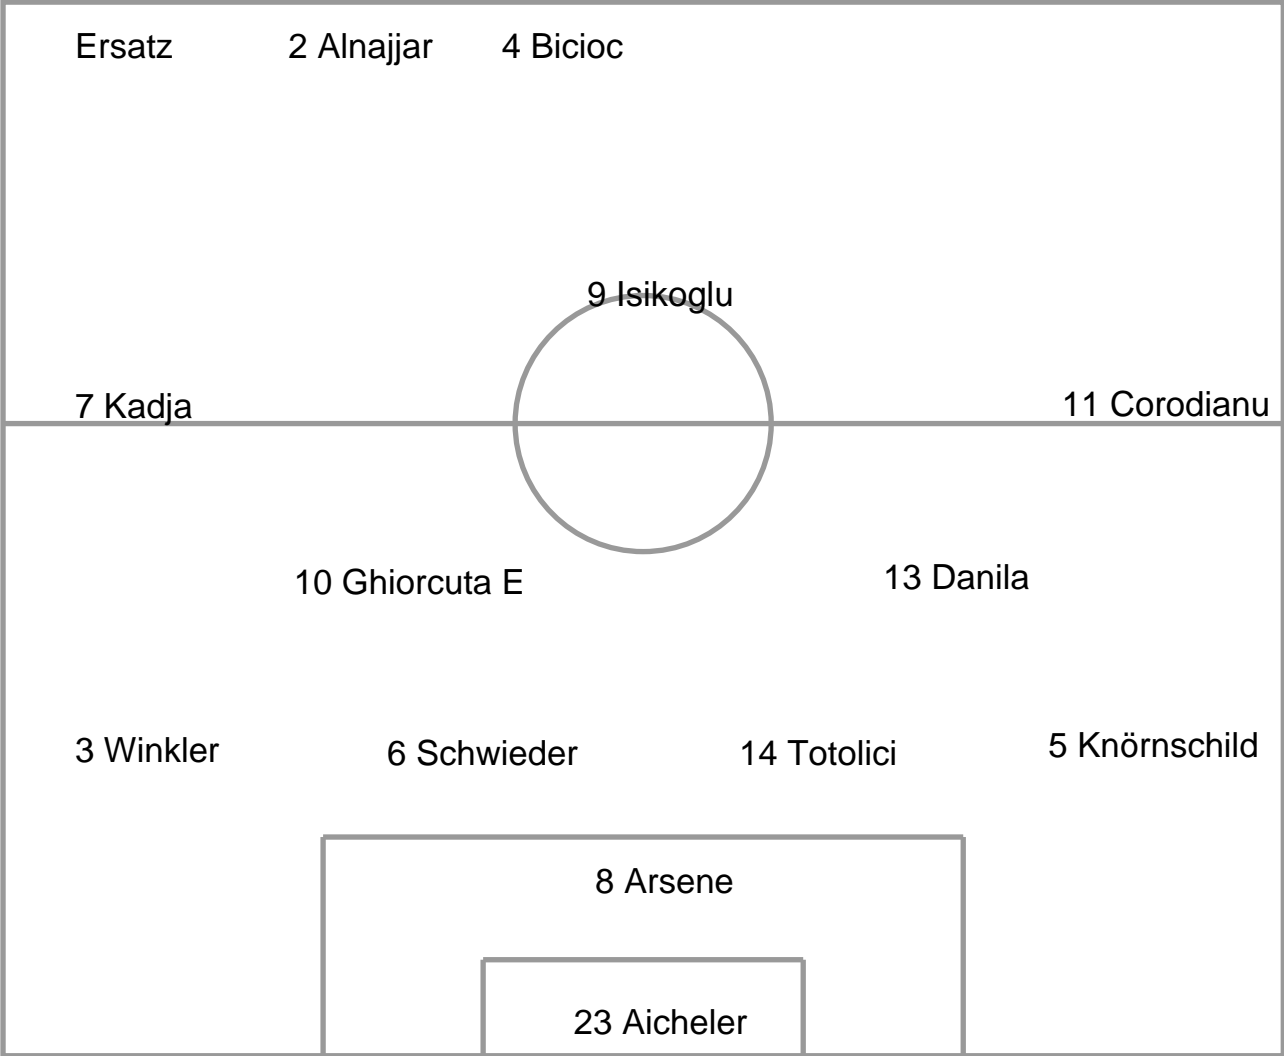 Ersatz 2 Alnajjar 4 Bicioc
9 Isikoglu
7 Kadja 11 Corodianu
10 Ghiorcuta E 13 Danila
3 Winkler 6 Schwieder 14 Totolici 5 Knörnschild
8 Arsene
23 Aicheler